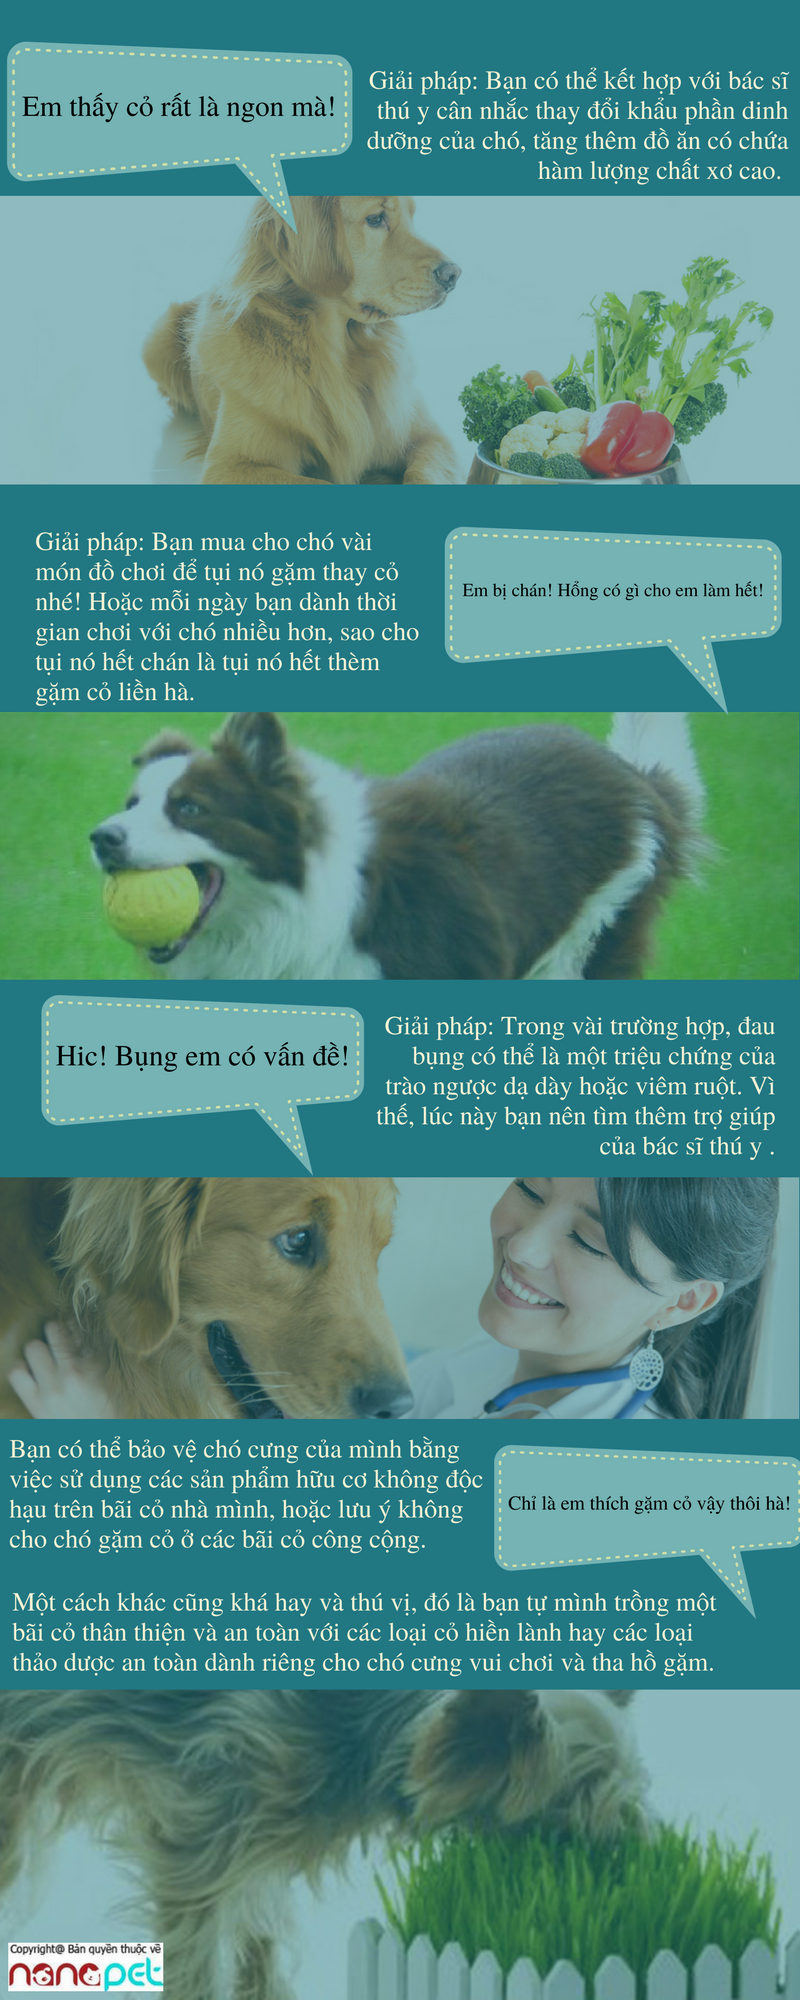 Em thấy cỏ rất là ngon mà!
Giải pháp: Bạn có thể kết hợp với bác sĩ
thú y cân nhắc thay đổi khẩu phần dinh
dưỡng của chó, tăng thêm đồ ăn có chứa
hàm lượng chất xơ cao.
Giải pháp: Bạn mua cho chó vài
món đồ chơi để tụi nó gặm thay cỏ
nhé! Hoặc mỗi ngày bạn dành thời
gian chơi với chó nhiều hơn, sao cho
tụi nó hết chán là tụi nó hết thèm
gặm cỏ liền hà.
Em bị chán! Hổng có gì cho em làm hết!
Hic! Bụng em có vấn đề!
Giải pháp: Trong vài trường hợp, đau
bụng có thể là một triệu chứng của
trào ngược dạ dày hoặc viêm ruột. Vì
thế, lúc này bạn nên tìm thêm trợ giúp
của bác sĩ thú y .
Bạn có thể bảo vệ chó cưng của mình bằng
việc sử dụng các sản phẩm hữu cơ không độc
hạu trên bãi cỏ nhà mình, hoặc lưu ý không
cho chó gặm cỏ ở các bãi cỏ công cộng.
Chỉ là em thích gặm cỏ vậy thôi hà!
Một cách khác cũng khá hay và thú vị, đó là bạn tự mình trồng một
bãi cỏ thân thiện và an toàn với các loại cỏ hiền lành hay các loại
thảo dược an toàn dành riêng cho chó cưng vui chơi và tha hồ gặm.
Copyright@ Bản quyền thuộc về
nanapet